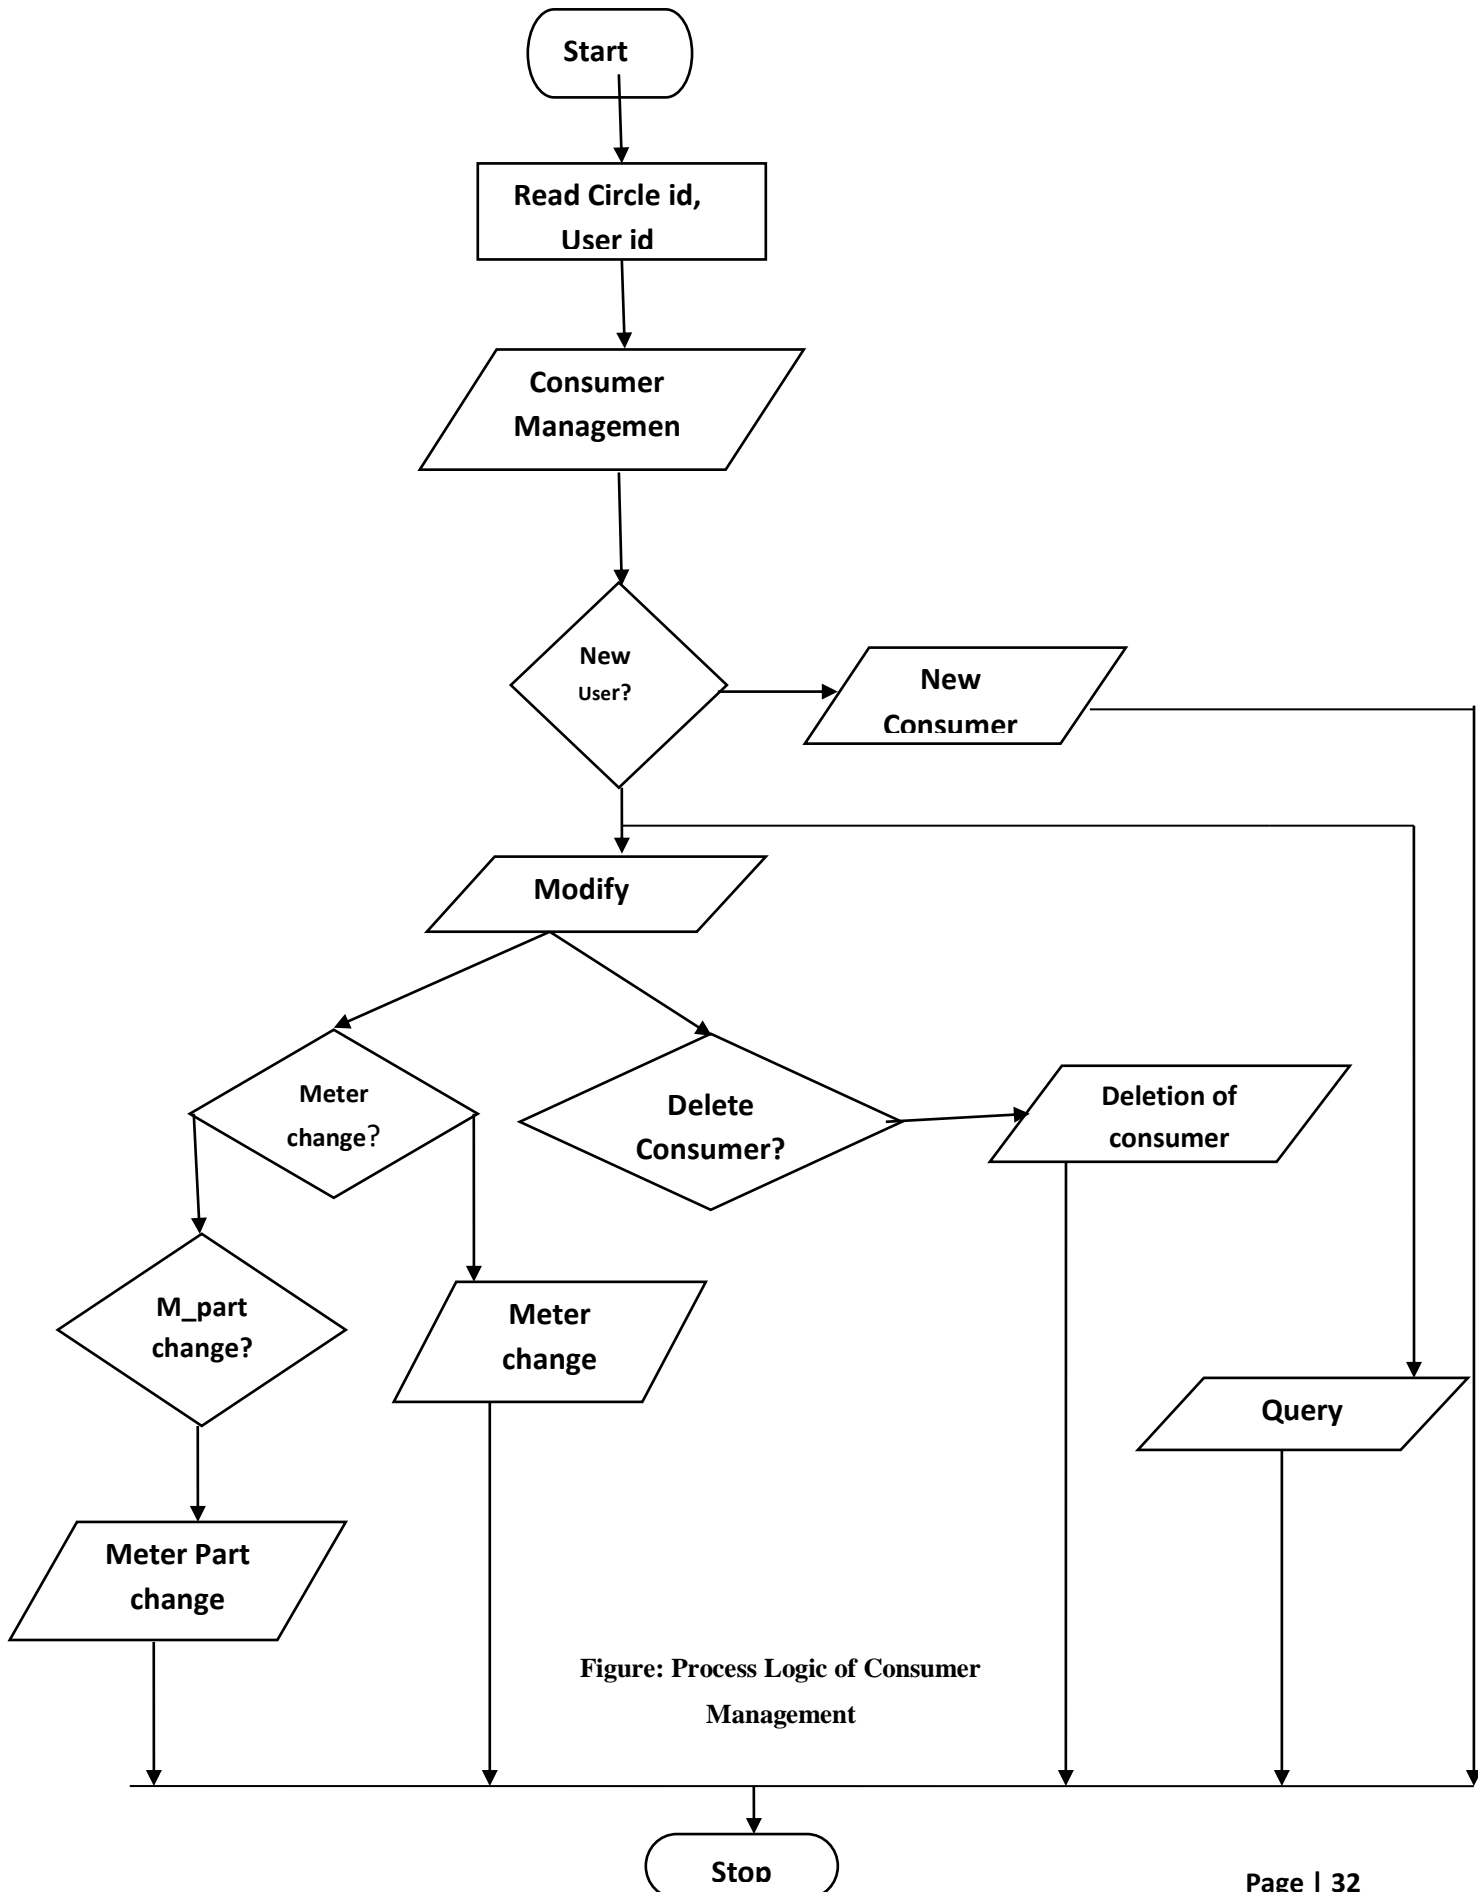 Start
Read Circle id,
User id
Consumer
Managemen
New
User?
New
Consumer
Modify
Meter
change?
Delete
Consumer?
Deletion of
consumer
M_part
change?
Meter
change
Query
Meter Part
change
Figure: Process Logic of Consumer
Management
Stop
Page | 32